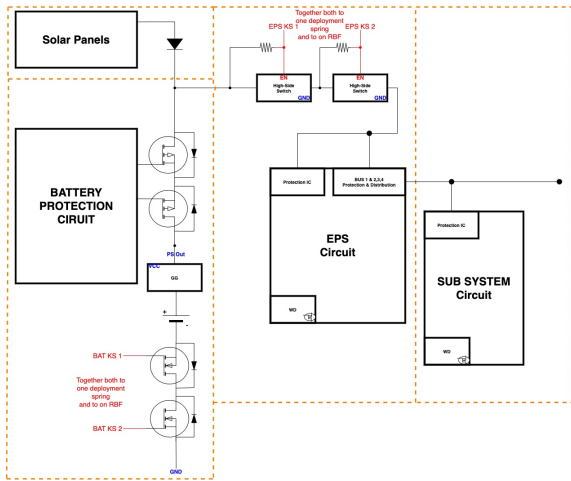 Solar Panels
Together both to
one deployment
spring
and to on RBF
EPS KS 1
EPS KS 2
EN
High-Side
Switch
GND
EN
High-Side
Switch
GND
BATTERY
PROTECTION
CIRUIT
Protection IC
BUS 1 & 2,3,4
Protection & Distribution
EPS
Circuit
WD
Protection IC
SUB SYSTEM
Circuit
WD
PS Out
VCC
GG
+
-
BAT KS 1
Together both to
one deployment
spring
and to on RBF
BAT KS 2
GND